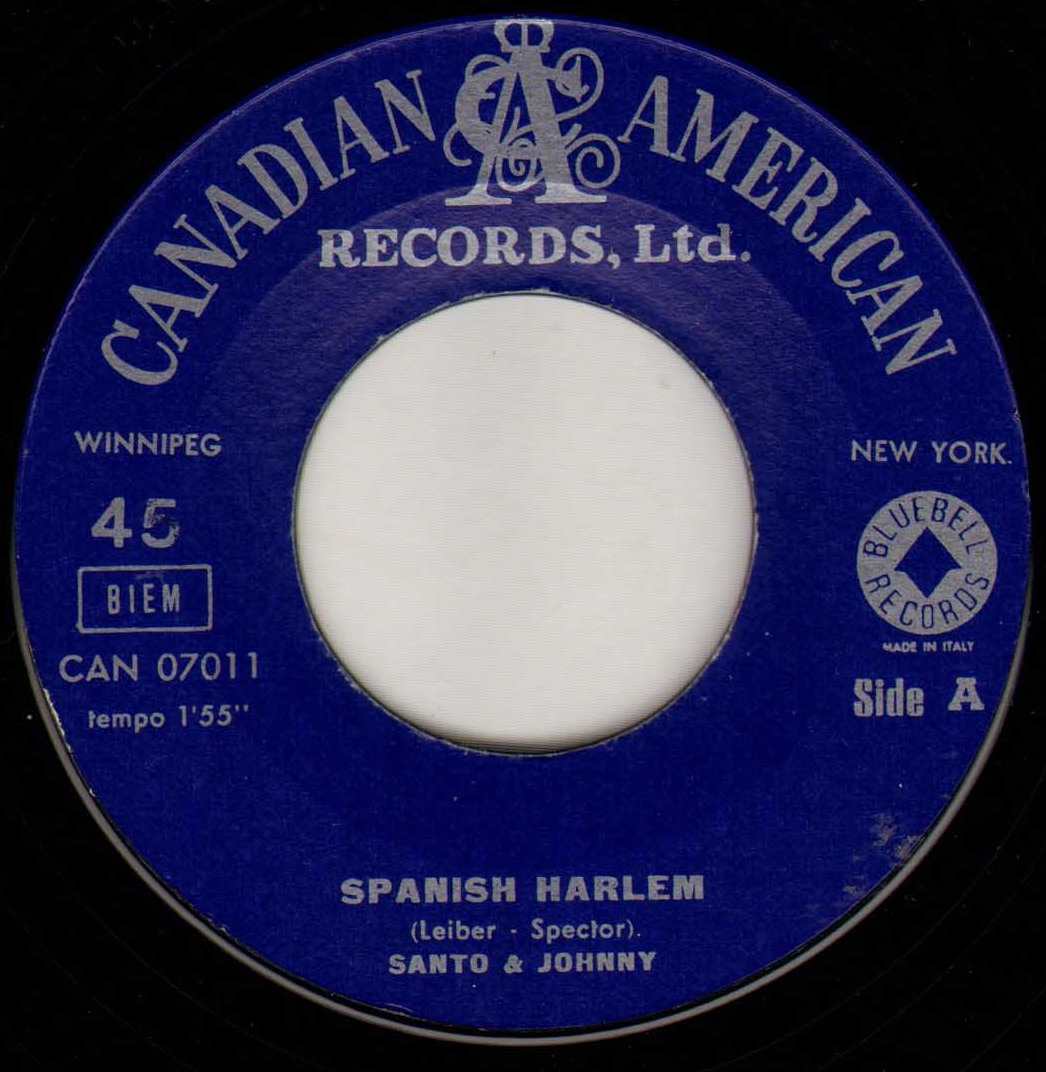 CANADIAN AMERICAN
RECORDS, Ltd.
WINNIPEG
NEW YORK.
45
BIEM
CAN 07011
tempo 1'55"
BLUEBELL
RECORDS
MADE IN ITALY
Side A
SPANISH HARLEM
(Leiber - Spector).
SANTO & JOHNNY